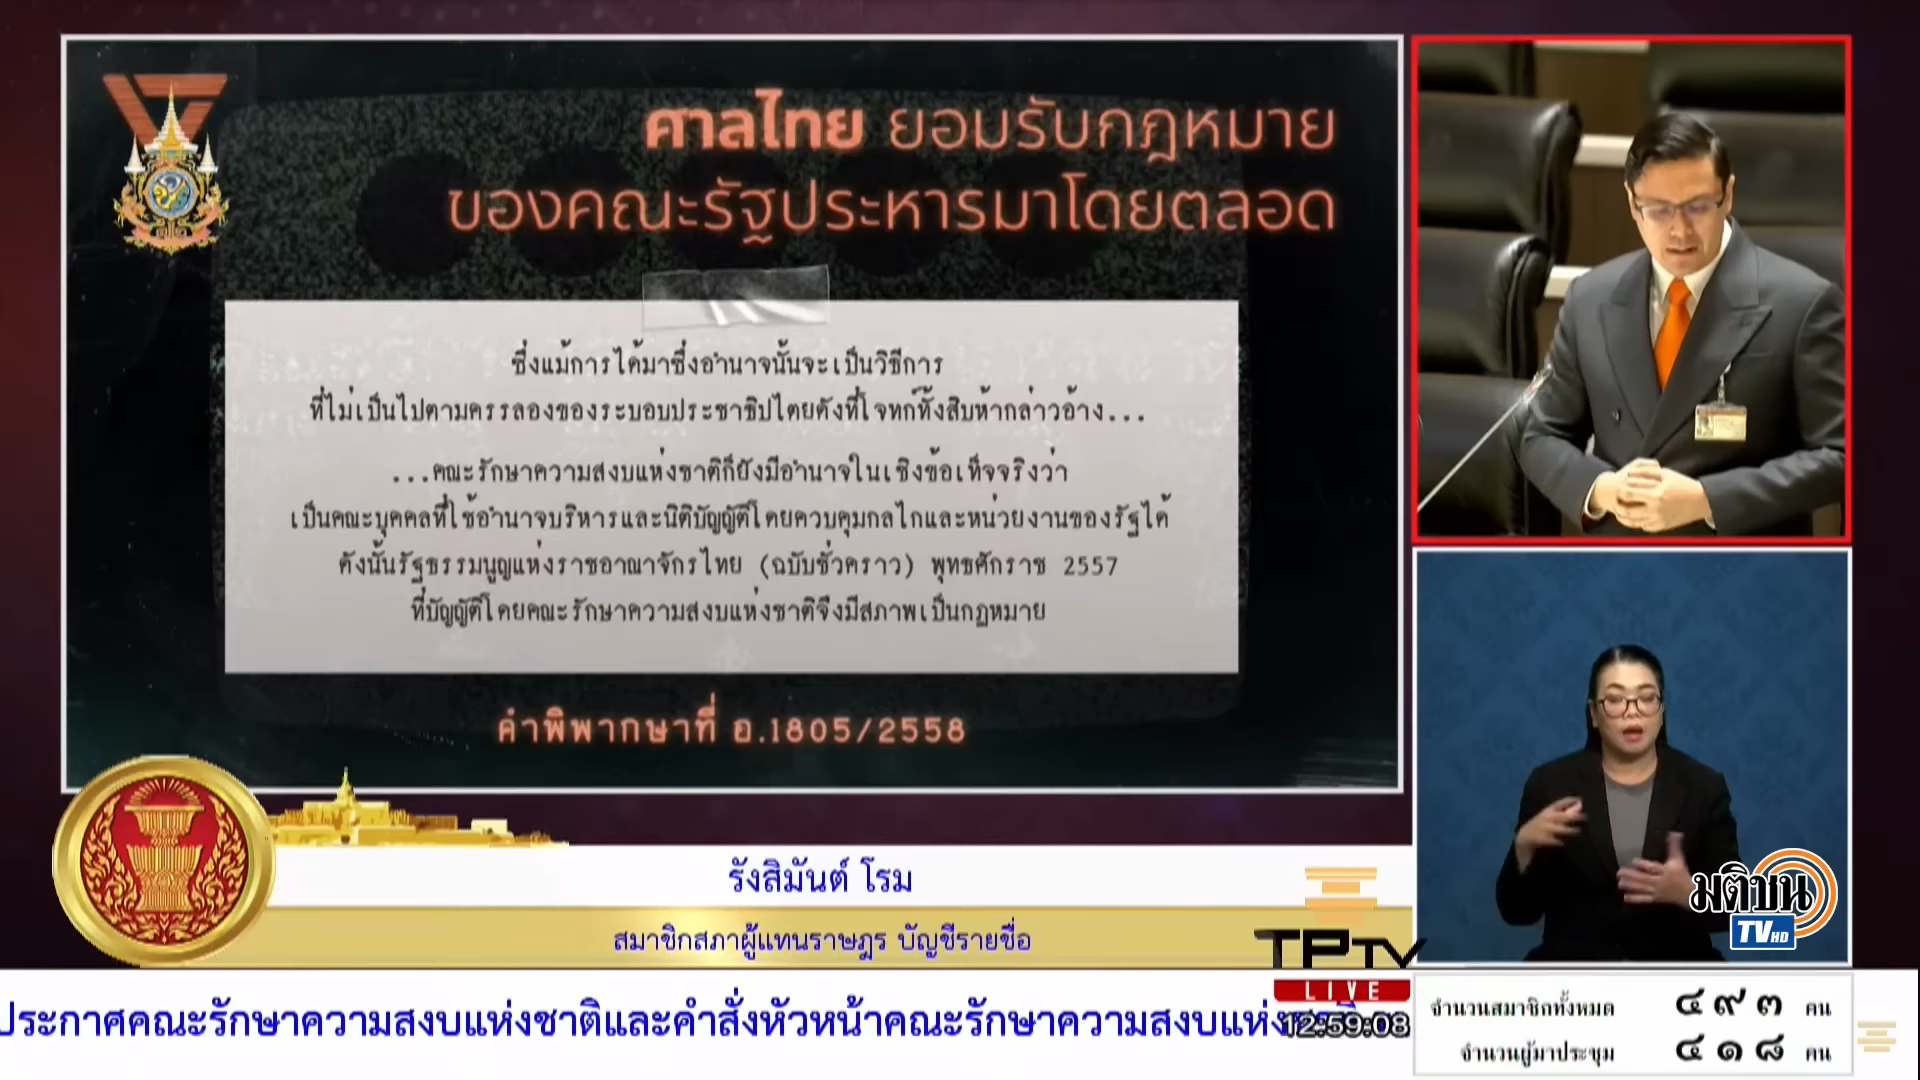 ศาลไทย ยอมรับกฎหมาย
ของคณะรัฐประหารมาโดยตลอด
ซึ่งแม้การได้มาซึ่งอำนาจนั้นจะเป็นวิธีการ
ที่ไม่เป็นไปตามครรลองของระบอบประชาธิปไตยดังที่โจทก์ทั้งสิบห้ากล่าวอ้าง...
...คณะรักษาความสงบแห่งชาติก็ยังมีอำนาจในเชิงข้อเท็จจริงว่า
เป็นคณะบุคคลที่ใช้อำนาจบริหารและนิติบัญญัติโดยควบคุมกลไกและหน่วยงานของรัฐได้
ดังนั้นรัฐธรรมนูญแห่งราชอาณาจักรไทย (ฉบับชั่วคราว) พุทธศักราช 2557
ที่บัญญัติโดยคณะรักษาความสงบแห่งชาติจึงมีสภาพเป็นกฎหมาย
คำพิพากษาที่ อ.1805/2558
รังสิมันต์ โรม
สมาชิกสภาผู้แทนราษฎร บัญชีรายชื่อ
TPTV
LIVE
12:59:08
มติชน
TV HD
ประกาศคณะรักษาความสงบแห่งชาติและคำสั่งหัวหน้าคณะรักษาความสงบแห่ง
จำนวนสมาชิกทั้งหมด ๔๙๓ คน
จำนวนผู้มาประชุม ๔๑๘ คน